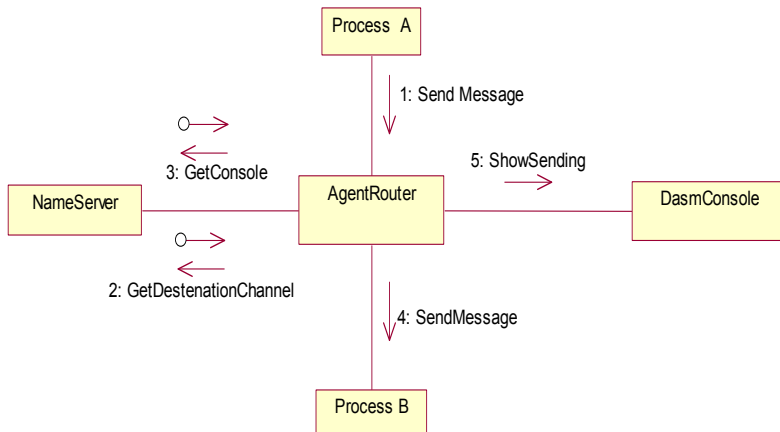 Process A
1: Send Message
3: GetConsole
5: ShowSending
NameServer
AgentRouter
DasmConsole
2: GetDestenationChannel
4: SendMessage
Process B